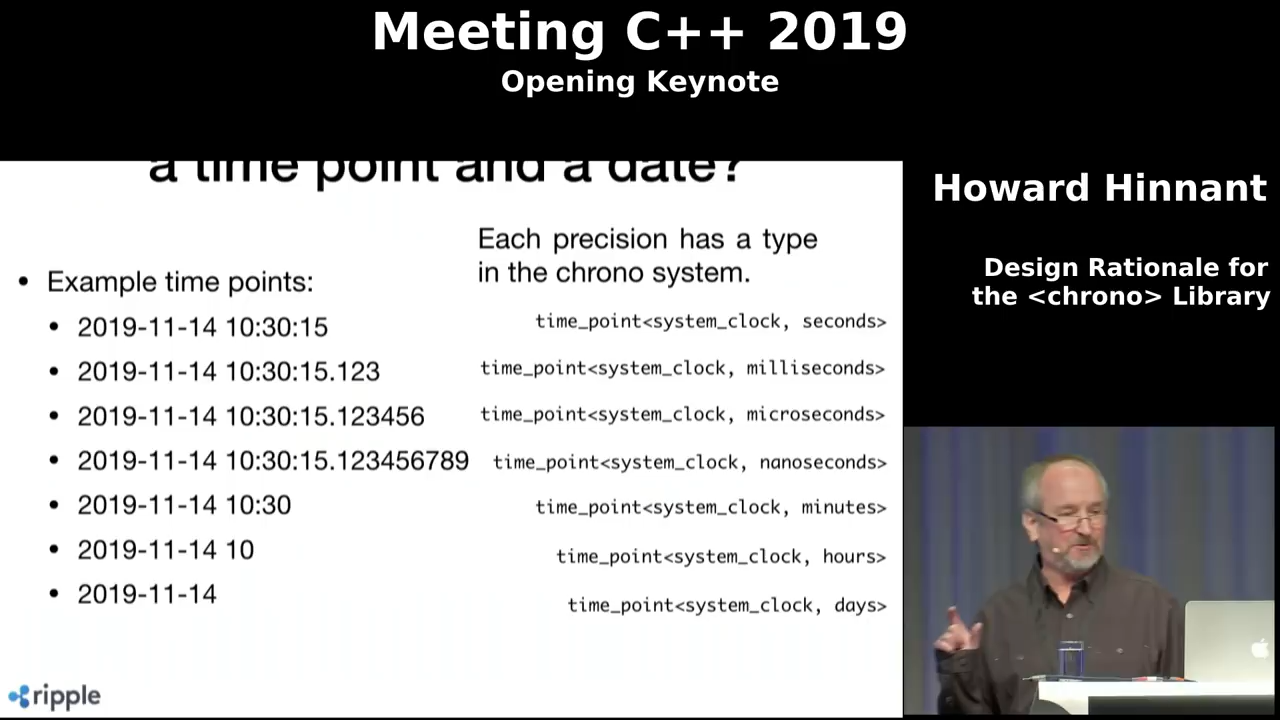 Meeting C++ 2019
Opening Keynote
a time point and a date?
Each precision has a type
in the chrono system.
• Example time points:
• 2019-11-14 10:30:15
time_point<system_clock, seconds>
• 2019-11-14 10:30:15.123
time_point<system_clock, milliseconds>
• 2019-11-14 10:30:15.123456
time_point<system_clock, microseconds>
• 2019-11-14 10:30:15.123456789
time_point<system_clock, nanoseconds>
• 2019-11-14 10:30
time_point<system_clock, minutes>
• 2019-11-14 10
time_point<system_clock, hours>
• 2019-11-14
time_point<system_clock, days>
ripple
Howard Hinnant
Design Rationale for
the <chrono> Library